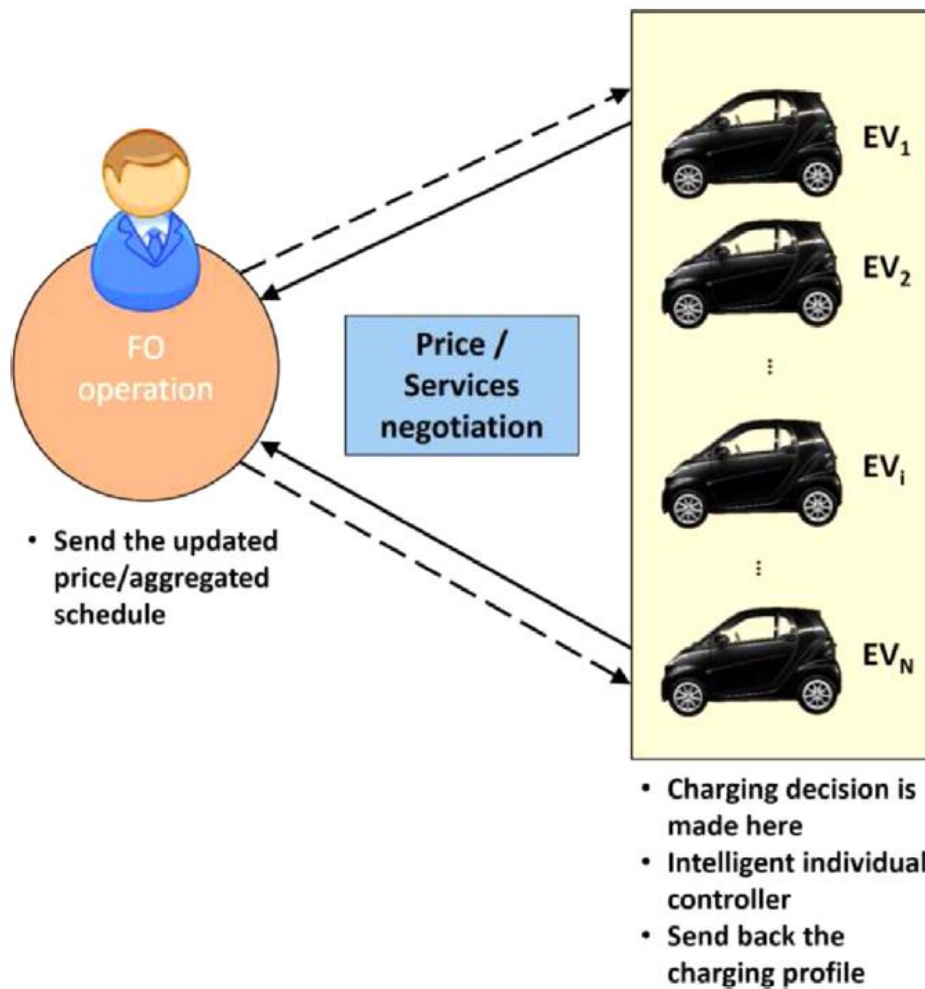 EV₁
EV₂
⋮
FO
operation
Price /
Services
negotiation
EVᵢ
⋮
EV_N
• Send the updated
price/aggregated
schedule
• Charging decision is
made here
• Intelligent individual
controller
• Send back the
charging profile